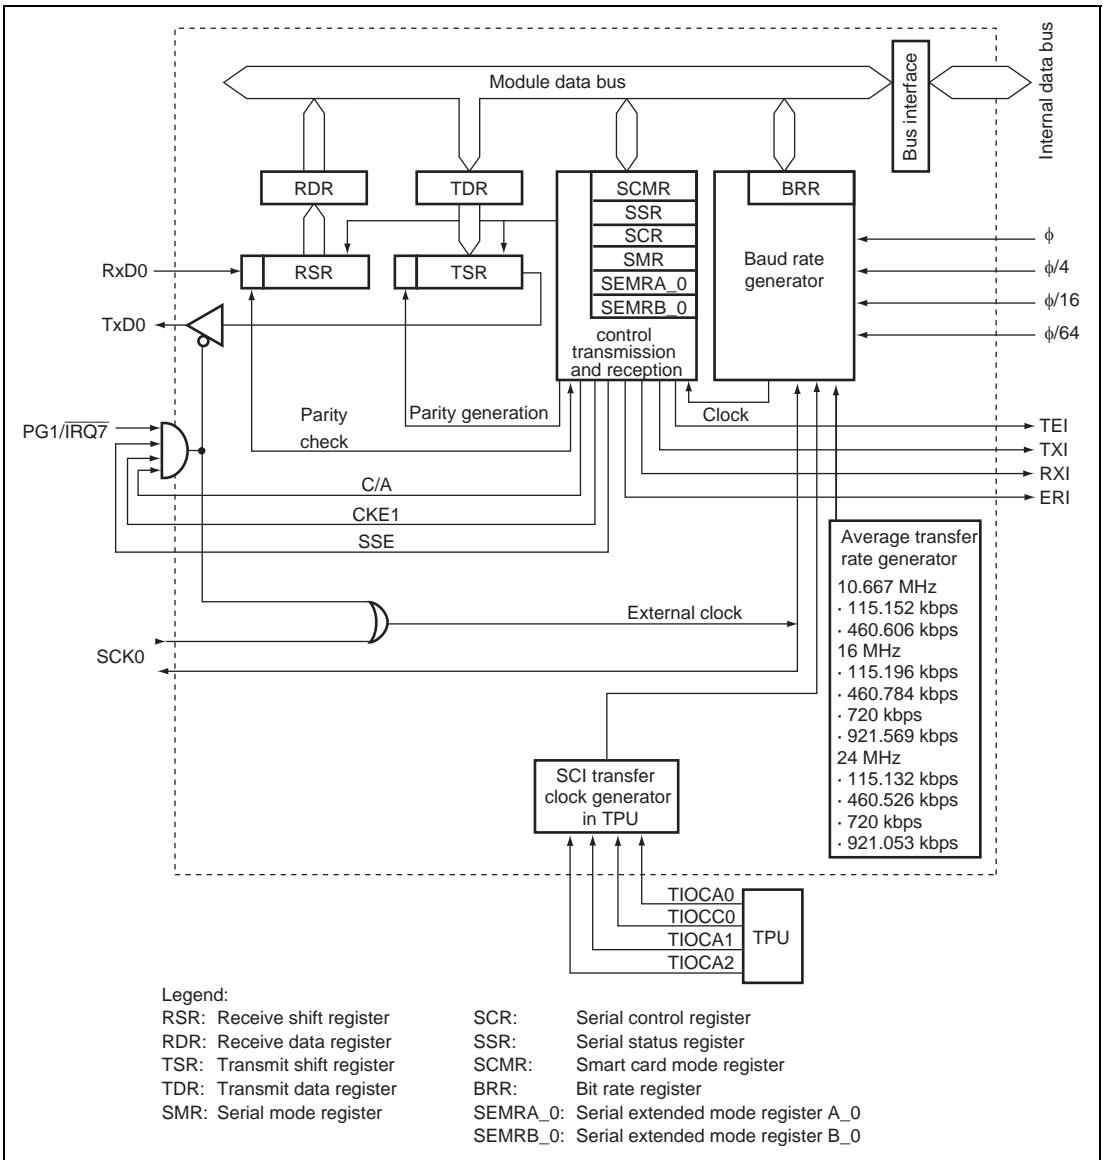 Module data bus
Bus interface
Internal data bus
RDR
TDR
SCMR
SSR
SCR
SMR
SEMRA_0
SEMRB_0
control
transmission
and reception
BRR
Baud rate
generator
ϕ
ϕ/4
ϕ/16
ϕ/64
RxD0
RSR
TSR
TxD0
Parity
check
Parity generation
Clock
PG1/IRQ7
TEI
TXI
RXI
ERI
C/A
CKE1
SSE
External clock
SCK0
Average transfer
rate generator
10.667 MHz
· 115.152 kbps
· 460.606 kbps
16 MHz
· 115.196 kbps
· 460.784 kbps
· 720 kbps
· 921.569 kbps
24 MHz
· 115.132 kbps
· 460.526 kbps
· 720 kbps
· 921.053 kbps
SCI transfer
clock generator
in TPU
TIOCA0
TIOCC0
TIOCA1
TIOCA2
TPU
Legend:
RSR: Receive shift register
RDR: Receive data register
TSR: Transmit shift register
TDR: Transmit data register
SMR: Serial mode register
SCR: Serial control register
SSR: Serial status register
SCMR: Smart card mode register
BRR: Bit rate register
SEMRA_0: Serial extended mode register A_0
SEMRB_0: Serial extended mode register B_0